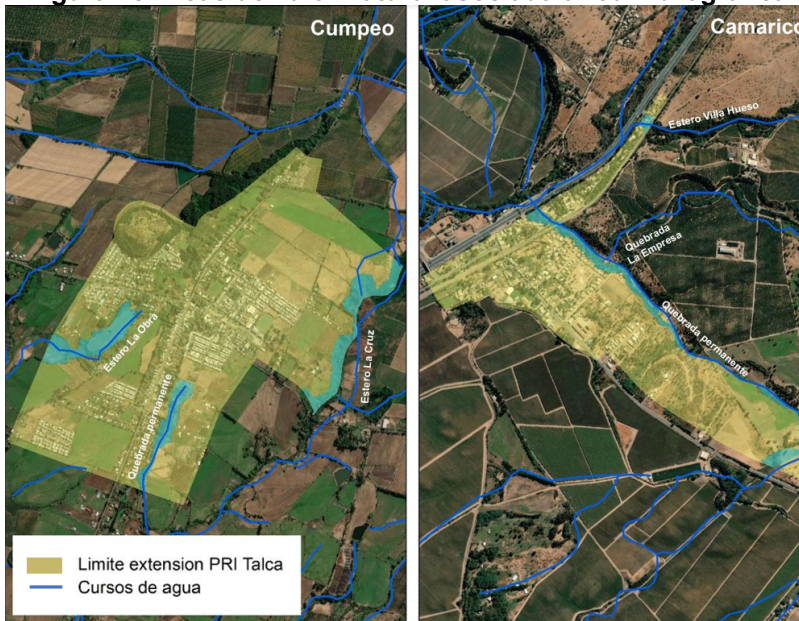 Cumpeo
Camarico
Estero Villa Hueso
Quebrada
La Empresa
Quebrada permanente
Estero La Obra
Quebrada permanente
Estero La Cruz
Limite extension PRI Talca
Cursos de agua